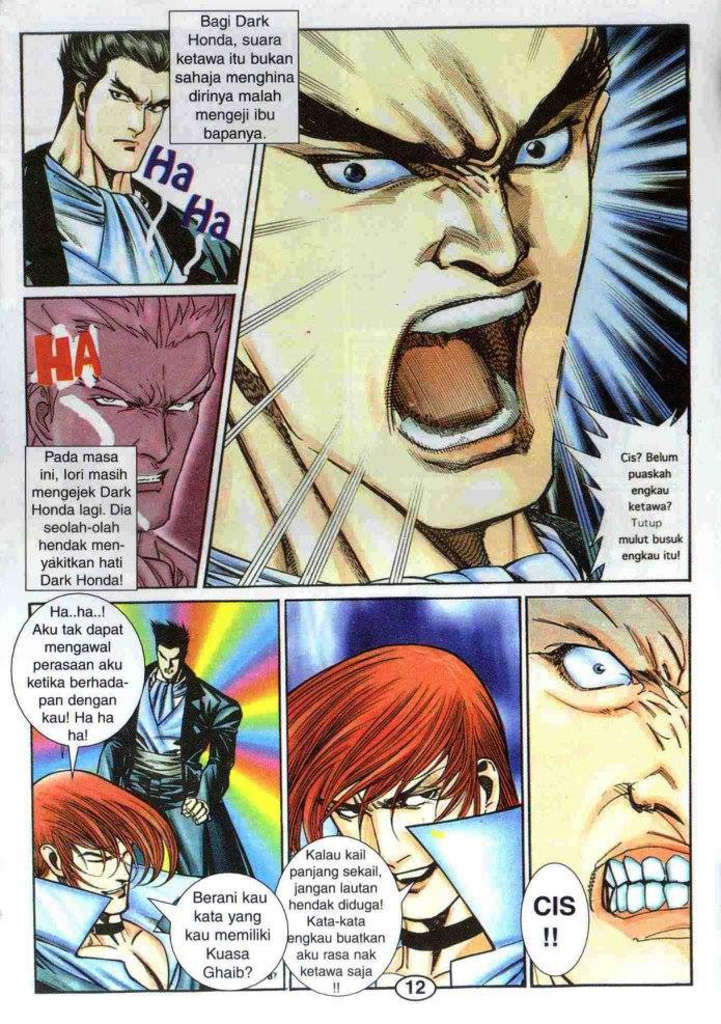 Bagi Dark
Honda, suara
ketawa itu bukan
sahaja menghina
dirinya malah
mengeji ibu
bapanya.
Ha
Ha
HA
Pada masa
ini, Iori masih
mengejek Dark
Honda lagi. Dia
seolah-olah
hendak men-
yakitkan hati
Dark Honda!
Cis? Belum
puaskah
engkau
ketawa?
Tutup
mulut busuk
engkau itu!
Ha..ha..!
Aku tak dapat
mengawal
perasaan aku
ketika berhada-
pan dengan
kau! Ha ha
ha!
Berani kau
kata yang
kau memiliki
Kuasa
Ghaib?
Kalau kail
panjang sekail,
jangan lautan
hendak diduga!
Kata-kata
engkau buatkan
aku rasa nak
ketawa saja
!!
CIS
!!
12